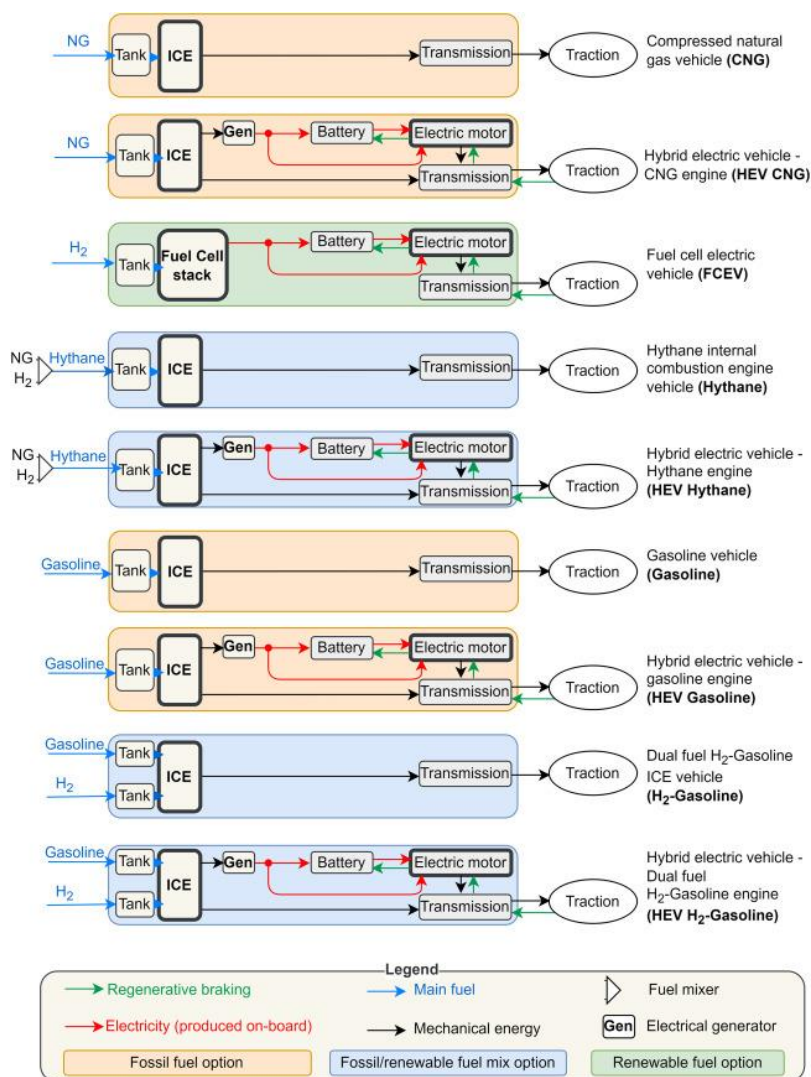 NG
Tank
ICE
Transmission
Traction
Compressed natural
gas vehicle (CNG)
NG
Tank
ICE
Gen
Battery
Electric motor
Transmission
Traction
Hybrid electric vehicle -
CNG engine (HEV CNG)
H2
Tank
Fuel Cell
stack
Battery
Electric motor
Transmission
Traction
Fuel cell electric
vehicle (FCEV)
NG
H2
Hythane
Tank
ICE
Transmission
Traction
Hythane internal
combustion engine
vehicle (Hythane)
NG
H2
Hythane
Tank
ICE
Gen
Battery
Electric motor
Transmission
Traction
Hybrid electric vehicle -
Hythane engine
(HEV Hythane)
Gasoline
Tank
ICE
Transmission
Traction
Gasoline vehicle
(Gasoline)
Gasoline
Tank
ICE
Gen
Battery
Electric motor
Transmission
Traction
Hybrid electric vehicle -
gasoline engine
(HEV Gasoline)
Gasoline
Tank
H2
Tank
ICE
Transmission
Traction
Dual fuel H2-Gasoline
ICE vehicle
(H2-Gasoline)
Gasoline
Tank
H2
Tank
ICE
Gen
Battery
Electric motor
Transmission
Traction
Hybrid electric vehicle -
Dual fuel
H2-Gasoline engine
(HEV H2-Gasoline)
Legend
Regenerative braking
Main fuel
Fuel mixer
Electricity (produced on-board)
Mechanical energy
Gen
Electrical generator
Fossil fuel option
Fossil/renewable fuel mix option
Renewable fuel option